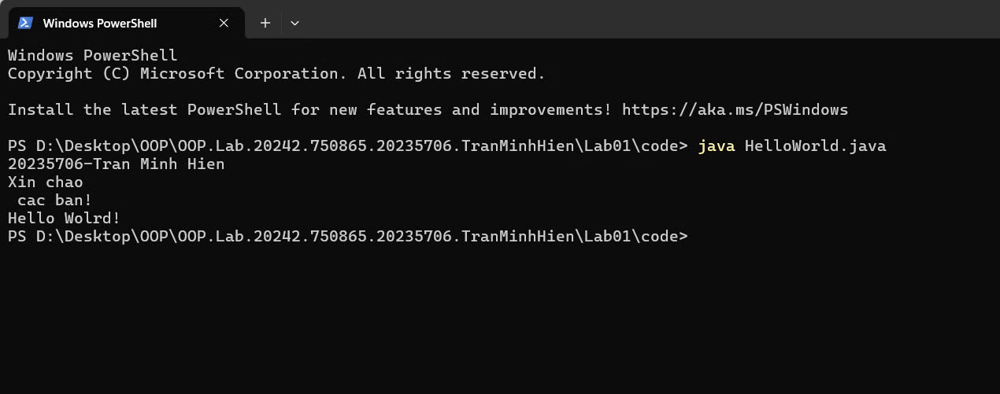 Windows PowerShell
Windows PowerShell
Copyright (C) Microsoft Corporation. All rights reserved.
Install the latest PowerShell for new features and improvements! https://aka.ms/PSWindows
PS D:\Desktop\OOP\OOP.Lab.20242.750865.20235706.TranMinhHien\Lab01\code> java HelloWorld.java
20235706-Tran Minh Hien
Xin chao
 cac ban!
Hello Wolrd!
PS D:\Desktop\OOP\OOP.Lab.20242.750865.20235706.TranMinhHien\Lab01\code>